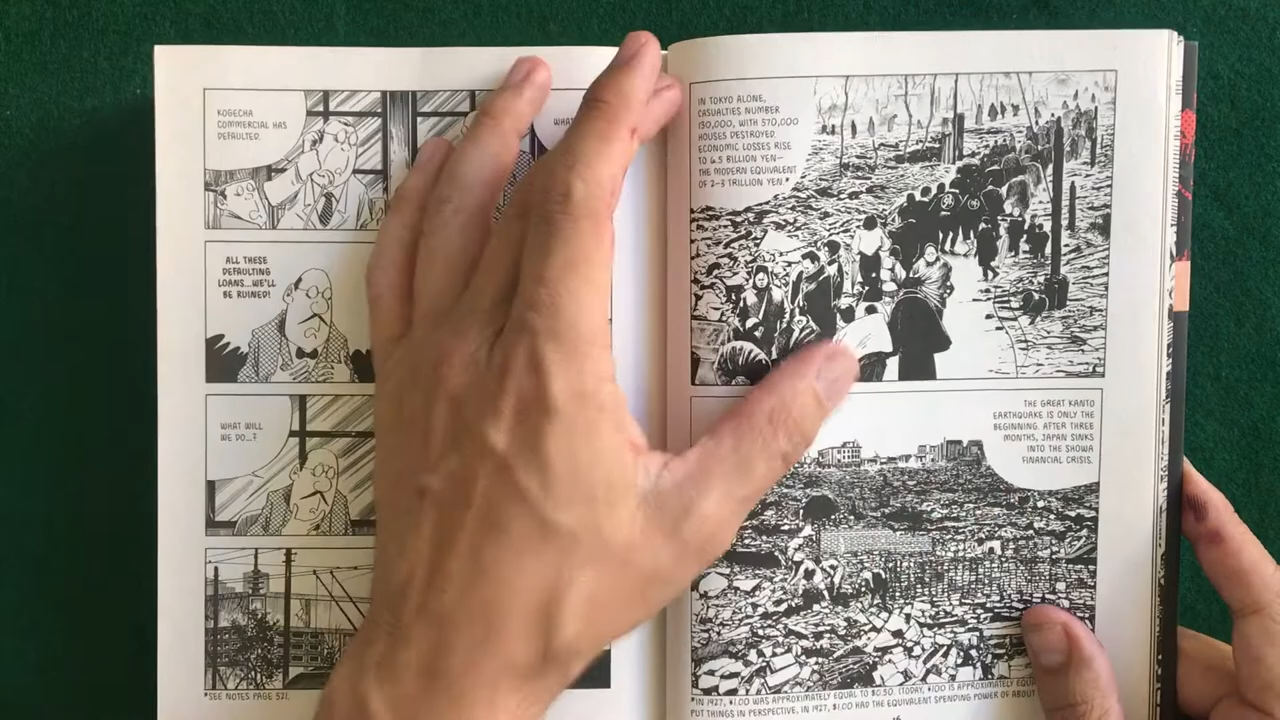 KOGECHA
COMMERCIAL HAS
DEFAULTED.
ALL THESE
DEFAULTING
LOANS...WE'LL
BE RUINED!
WHAT WILL
WE DO...?
*SEE NOTES PAGE 521.
IN TOKYO ALONE,
CASUALTIES NUMBER
130,000, WITH 570,000
HOUSES DESTROYED.
ECONOMIC LOSSES RISE
TO 6.5 BILLION YEN—
THE MODERN EQUIVALENT
OF 2-3 TRILLION YEN.*
THE GREAT KANTO
EARTHQUAKE IS ONLY THE
BEGINNING. AFTER THREE
MONTHS, JAPAN SINKS
INTO THE SHOWA
FINANCIAL CRISIS.
*IN 1927, ¥1.00 WAS APPROXIMATELY EQUAL TO $0.50. (TODAY, ¥100 IS APPROXIMATELY
PUT THINGS IN PERSPECTIVE, IN 1927, ¥1.00 HAD THE EQUIVALENT SPENDING POWER OF ABOUT